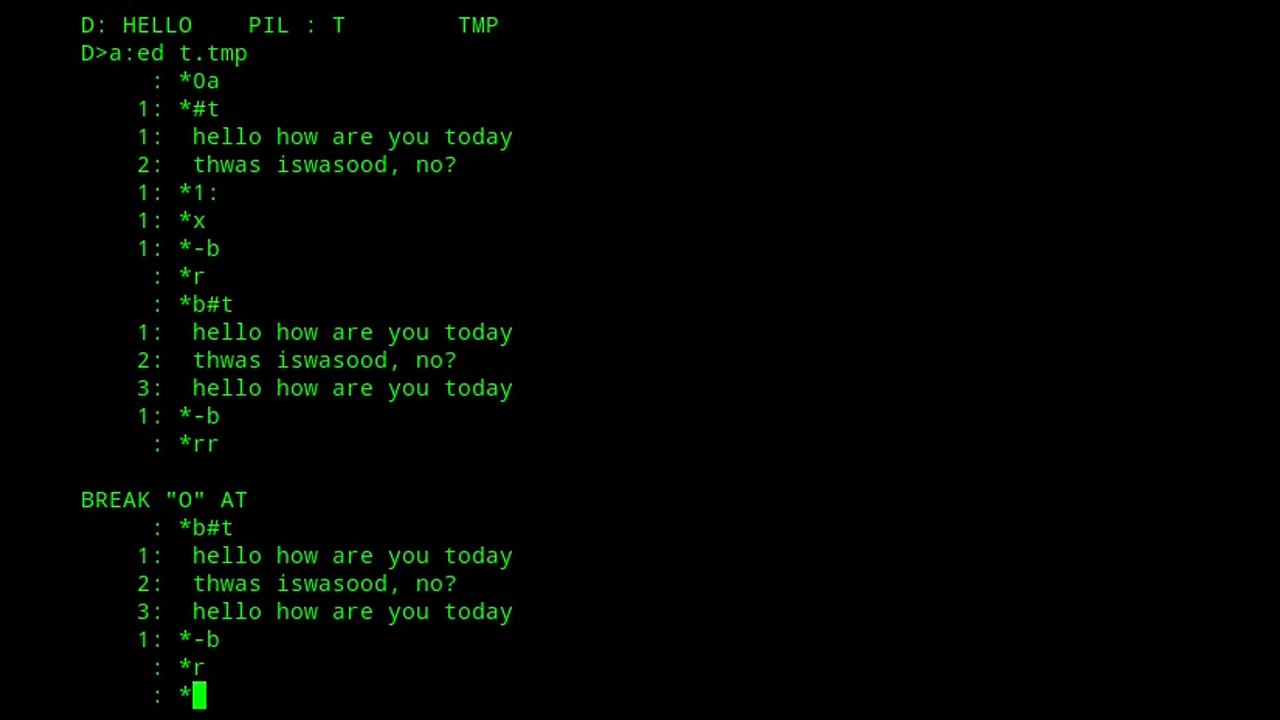 D: HELLO    PIL : T        TMP
D>a:ed t.tmp
: *0a
1: *#t
1:  hello how are you today
2:  thwas iswasood, no?
1: *1:
1: *x
1: *-b
: *r
: *b#t
1:  hello how are you today
2:  thwas iswasood, no?
3:  hello how are you today
1: *-b
: *rr
BREAK "O" AT
: *b#t
1:  hello how are you today
2:  thwas iswasood, no?
3:  hello how are you today
1: *-b
: *r
: *